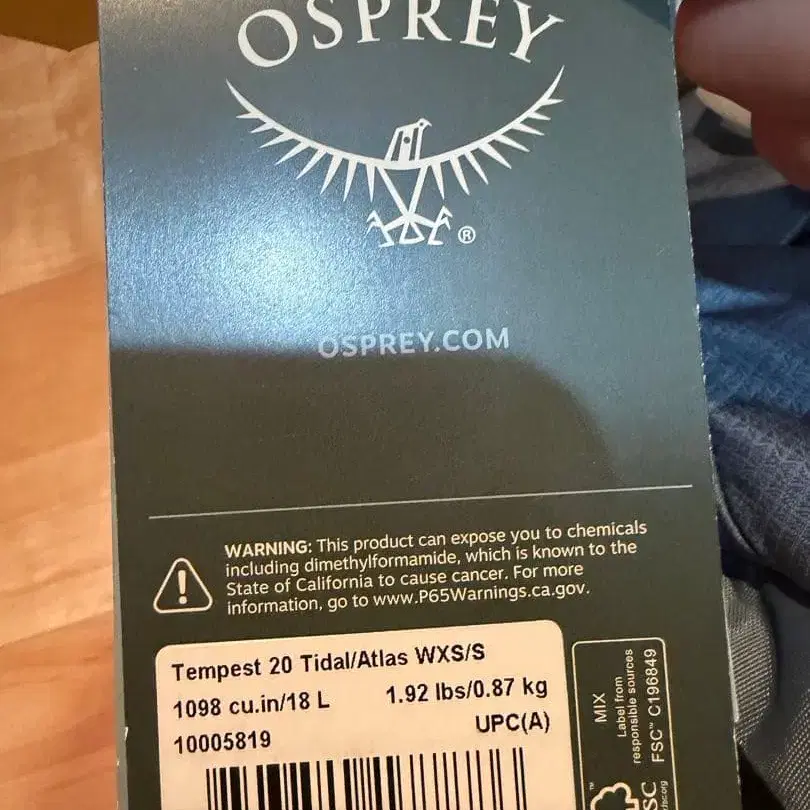 OSPREY
®
OSPREY.COM
WARNING: This product can expose you to chemicals
including dimethylformamide, which is known to the
State of California to cause cancer. For more
information, go to www.P65Warnings.ca.gov.
Tempest 20 Tidal/Atlas WXS/S
1098 cu.in/18 L 1.92 lbs/0.87 kg
UPC(A)
10005819
MIX
Label from
responsible sources
FSC™ C196849